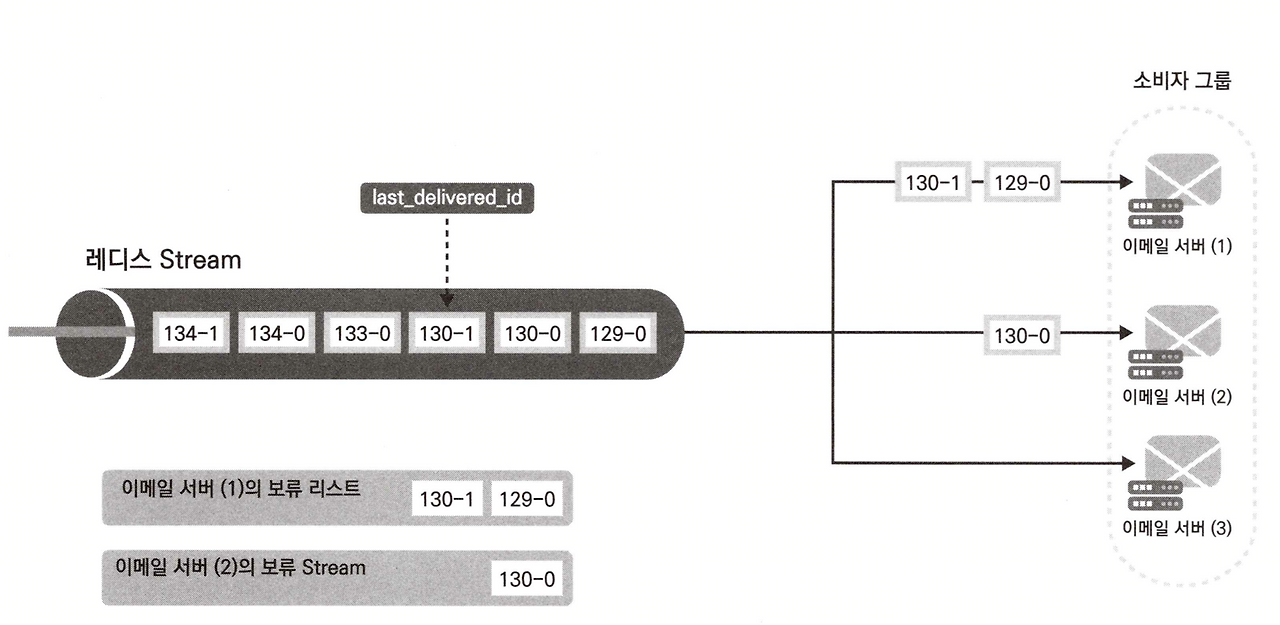 소비자 그룹
130-1
129-0
이메일 서버 (1)
last_delivered_id
레디스 Stream
134-1
134-0
133-0
130-1
130-0
129-0
130-0
이메일 서버 (2)
이메일 서버 (3)
이메일 서버 (1)의 보류 리스트
130-1
129-0
이메일 서버 (2)의 보류 Stream
130-0